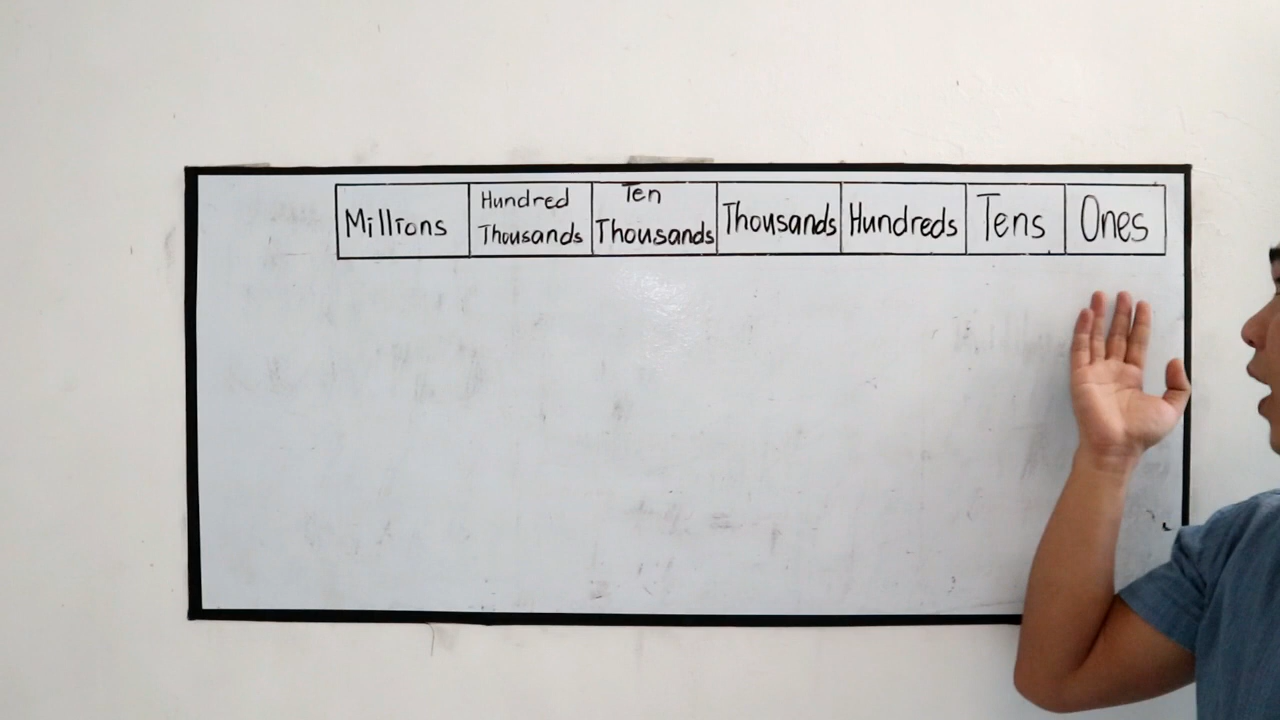 Millions
Hundred
Thousands
Ten
Thousands
Thousands
Hundreds
Tens
Ones